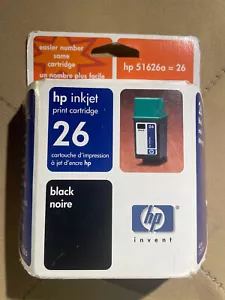 easier number
same
cartridge
un nombre plus facile
hp 51626a = 26
hp inkjet
print cartridge
26
cartouche d'impression
à jet d'encre hp
26
black
noire
hp
invent